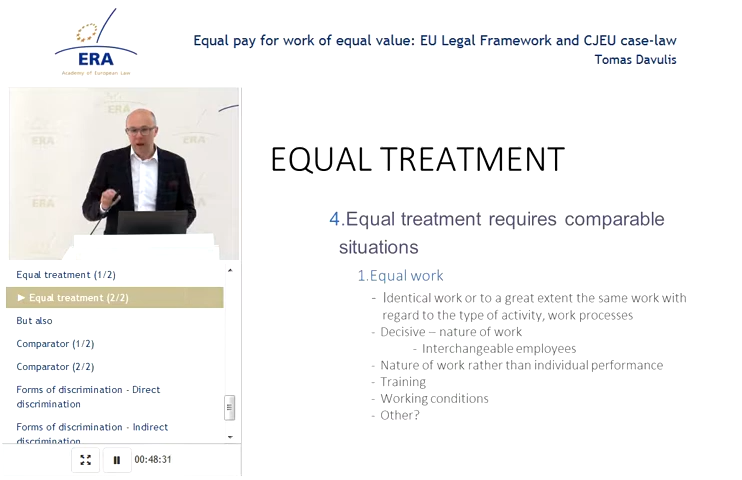 Equal pay for work of equal value: EU Legal Framework and CJEU case-law
Tomas Davulis
ERA
Academy of European Law
ERA
ERA
ERA
ERA
EQUAL TREATMENT
4.Equal treatment requires comparable
situations
1.Equal work
- Identical work or to a great extent the same work with
regard to the type of activity, work processes
- Decisive – nature of work
- Interchangeable employees
- Nature of work rather than individual performance
- Training
- Working conditions
- Other?
Equal treatment (1/2)
► Equal treatment (2/2)
But also
Comparator (1/2)
Comparator (2/2)
Forms of discrimination - Direct
discrimination
Forms of discrimination - Indirect
discrimination
00:48:31